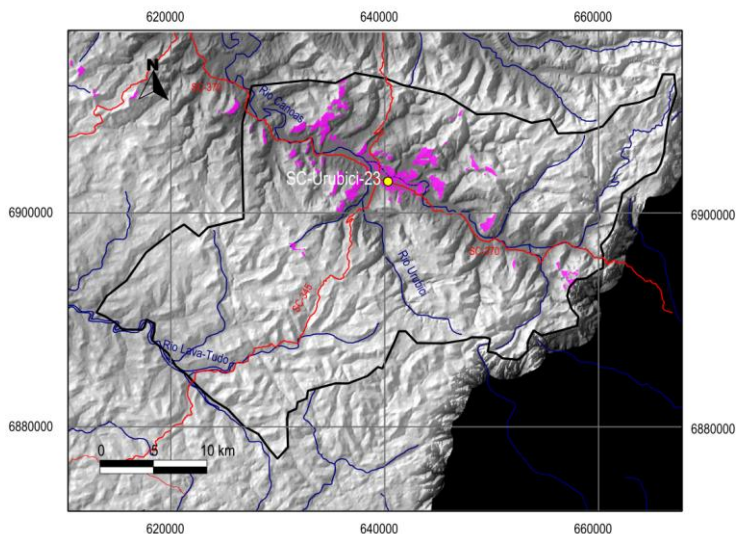 620000
640000
660000
N
SC-370
Rio Canoas
SC-Urubici-23
6900000
6900000
SC-370
Rio Urubici
SC-345
Rio Lava-Tudo
6880000
6880000
0 5 10 km
620000
640000
660000